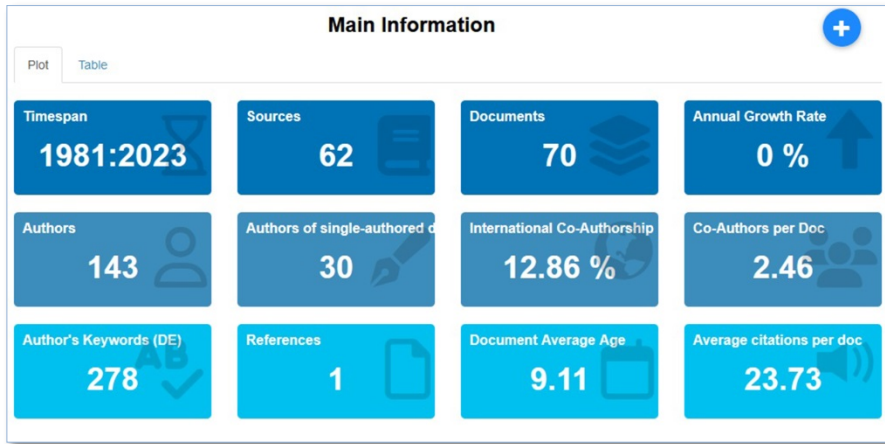 Main Information
Plot Table
Timespan
1981:2023
Sources
62
Documents
70
Annual Growth Rate
0 %
Authors
143
Authors of single-authored d
30
International Co-Authorship
12.86 %
Co-Authors per Doc
2.46
Author's Keywords (DE)
278
References
1
Document Average Age
9.11
Average citations per doc
23.73